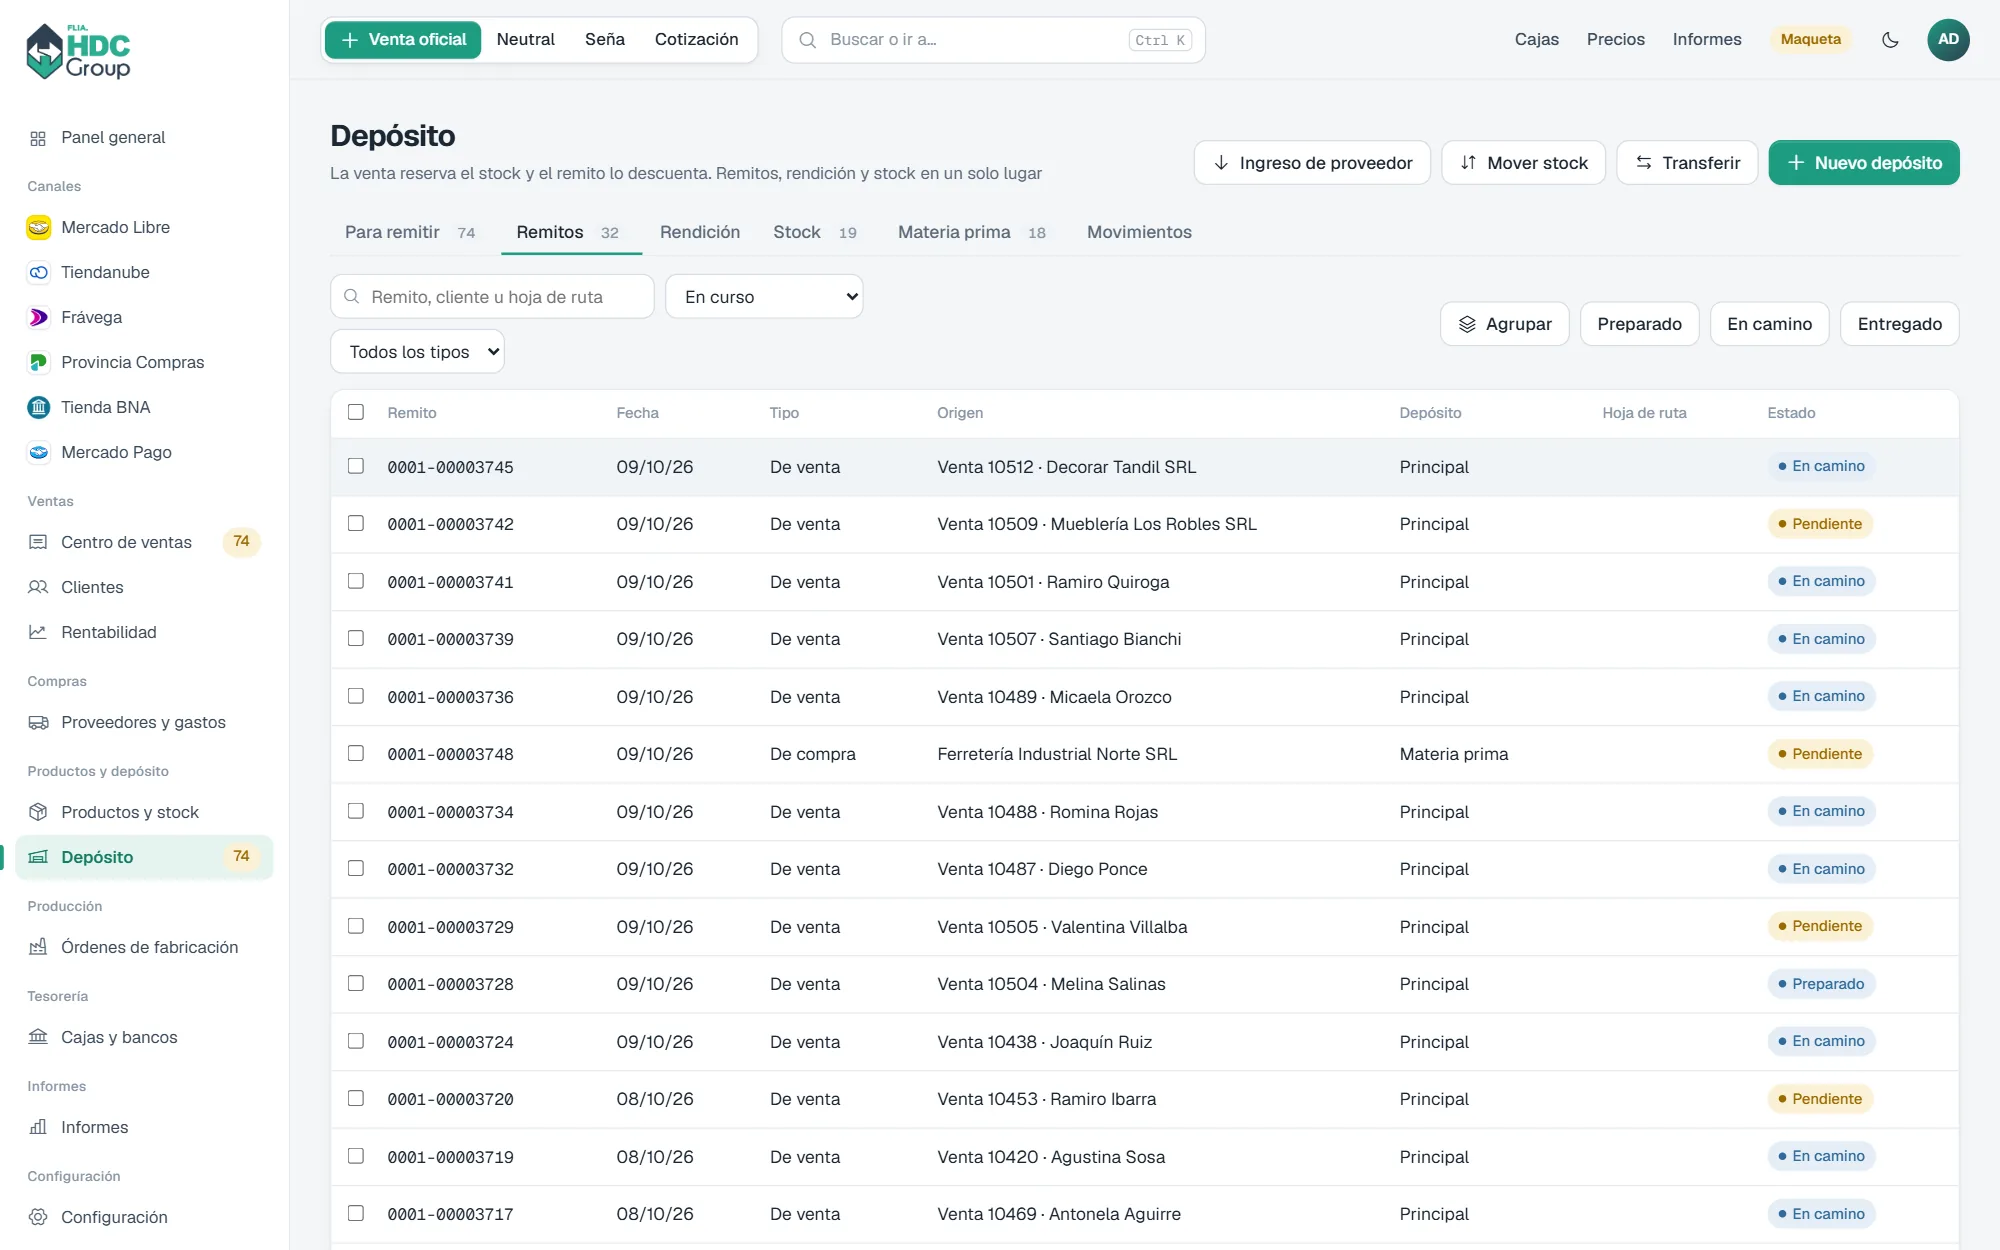 FLIA.
HDC
Group
Venta oficial
Neutral
Seña
Cotización
Buscar o ir a...
Ctrl K
Cajas
Precios
Informes
Maqueta
AD
Panel general
Canales
Mercado Libre
Tiendanube
Frávega
Provincia Compras
Tienda BNA
Mercado Pago
Ventas
Centro de ventas 74
Clientes
Rentabilidad
Compras
Proveedores y gastos
Productos y depósito
Productos y stock
Depósito 74
Producción
Órdenes de fabricación
Tesorería
Cajas y bancos
Informes
Informes
Configuración
Configuración
Depósito
La venta reserva el stock y el remito lo descuenta. Remitos, rendición y stock en un solo lugar
Ingreso de proveedor
Mover stock
Transferir
Nuevo depósito
Para remitir 74
Remitos 32
Rendición
Stock 19
Materia prima 18
Movimientos
Remito, cliente u hoja de ruta
En curso
Todos los tipos
Agrupar
Preparado
En camino
Entregado
Remito Fecha Tipo Origen Depósito Hoja de ruta Estado
0001-00003745 09/10/26 De venta Venta 10512 · Decorar Tandil SRL Principal En camino
0001-00003742 09/10/26 De venta Venta 10509 · Mueblería Los Robles SRL Principal Pendiente
0001-00003741 09/10/26 De venta Venta 10501 · Ramiro Quiroga Principal En camino
0001-00003739 09/10/26 De venta Venta 10507 · Santiago Bianchi Principal En camino
0001-00003736 09/10/26 De venta Venta 10489 · Micaela Orozco Principal En camino
0001-00003748 09/10/26 De compra Ferretería Industrial Norte SRL Materia prima Pendiente
0001-00003734 09/10/26 De venta Venta 10488 · Romina Rojas Principal En camino
0001-00003732 09/10/26 De venta Venta 10487 · Diego Ponce Principal En camino
0001-00003729 09/10/26 De venta Venta 10505 · Valentina Villalba Principal Pendiente
0001-00003728 09/10/26 De venta Venta 10504 · Melina Salinas Principal Preparado
0001-00003724 09/10/26 De venta Venta 10438 · Joaquín Ruiz Principal En camino
0001-00003720 08/10/26 De venta Venta 10453 · Ramiro Ibarra Principal Pendiente
0001-00003719 08/10/26 De venta Venta 10420 · Agustina Sosa Principal En camino
0001-00003717 08/10/26 De venta Venta 10469 · Antonela Aguirre Principal En camino